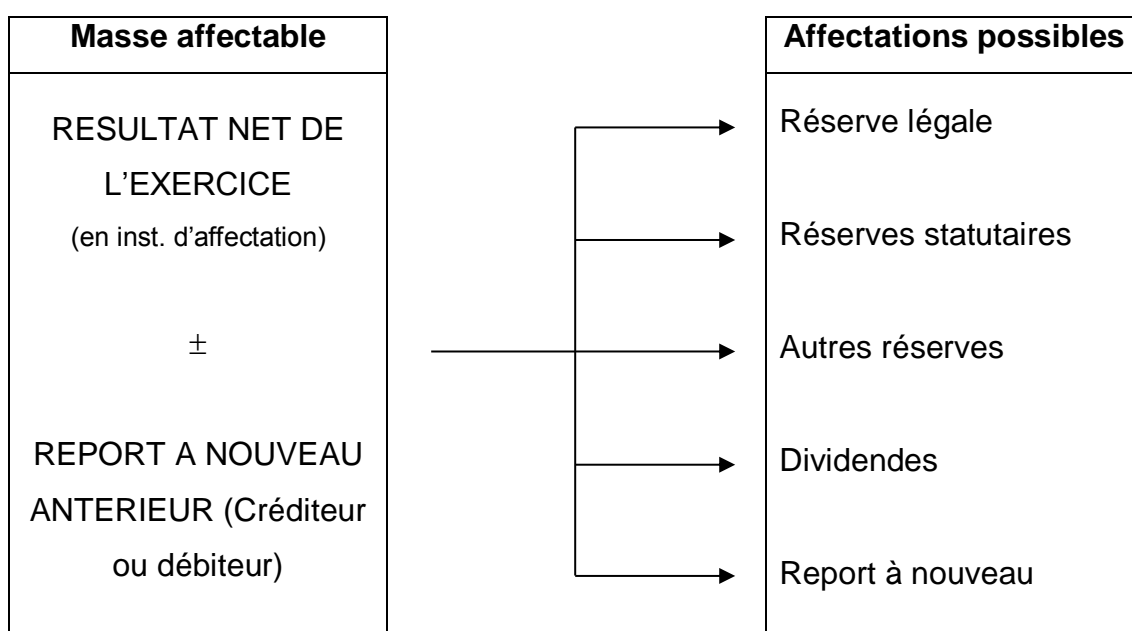 Masse affectable
RESULTAT NET DE
L’EXERCICE
(en inst. d’affectation)
±
REPORT A NOUVEAU
ANTERIEUR (Créditeur
ou débiteur)
Affectations possibles
Réserve légale
Réserves statutaires
Autres réserves
Dividendes
Report à nouveau